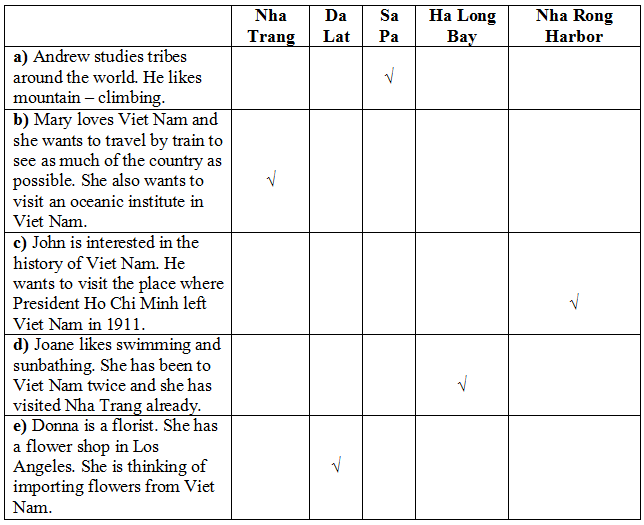 Nha Trang
Da Lat
Sa Pa
Ha Long Bay
Nha Rong Harbor
a) Andrew studies tribes
around the world. He likes
mountain – climbing.
√
b) Mary loves Viet Nam and
she wants to travel by train to
see as much of the country as
possible. She also wants to
visit an oceanic institute in
Viet Nam.
√
c) John is interested in the
history of Viet Nam. He
wants to visit the place where
President Ho Chi Minh left
Viet Nam in 1911.
√
d) Joane likes swimming and
sunbathing. She has been to
Viet Nam twice and she has
visited Nha Trang already.
√
e) Donna is a florist. She has
a flower shop in Los
Angeles. She is thinking of
importing flowers from Viet
Nam.
√